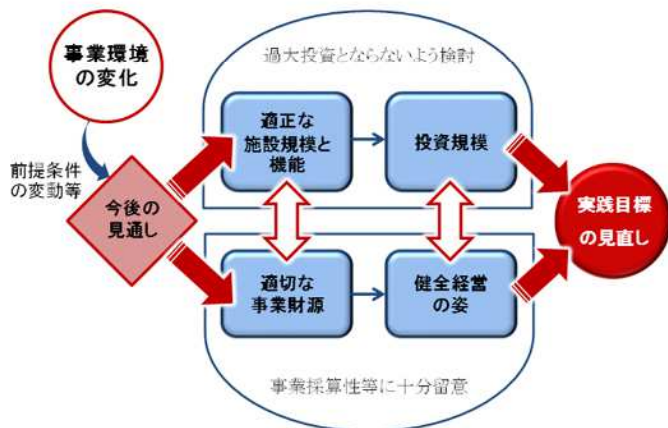 事業環境
の変化
過大投資とならないよう検討
適正な
施設規模と
機能
投資規模
前提条件
の変動等
今後の
見通し
実践目標
の見直し
適切な
事業財源
健全経営
の姿
事業採算性等に十分留意